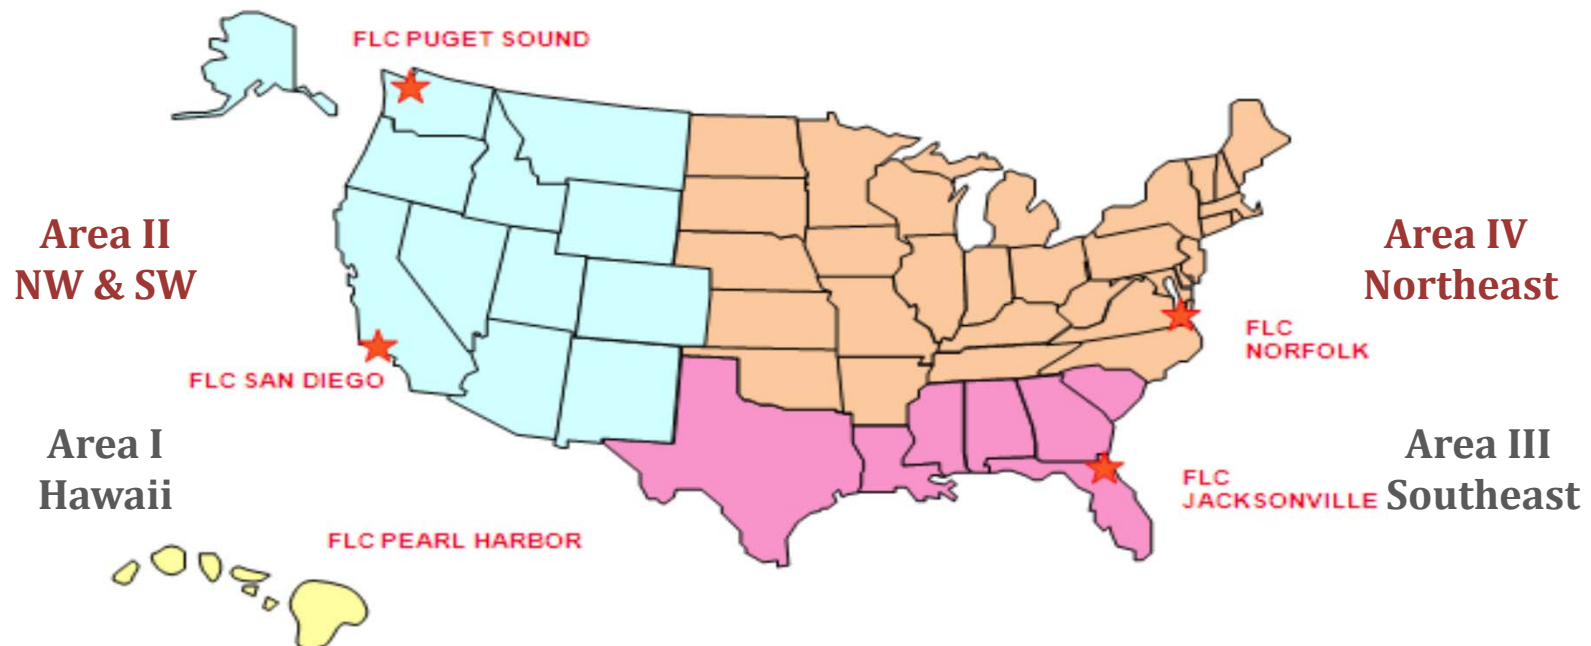 FLC PUGET SOUND
Area II
NW & SW
Area IV
Northeast
FLC
NORFOLK
FLC SAN DIEGO
Area I
Hawaii
Area III
Southeast
FLC
JACKSONVILLE
FLC PEARL HARBOR